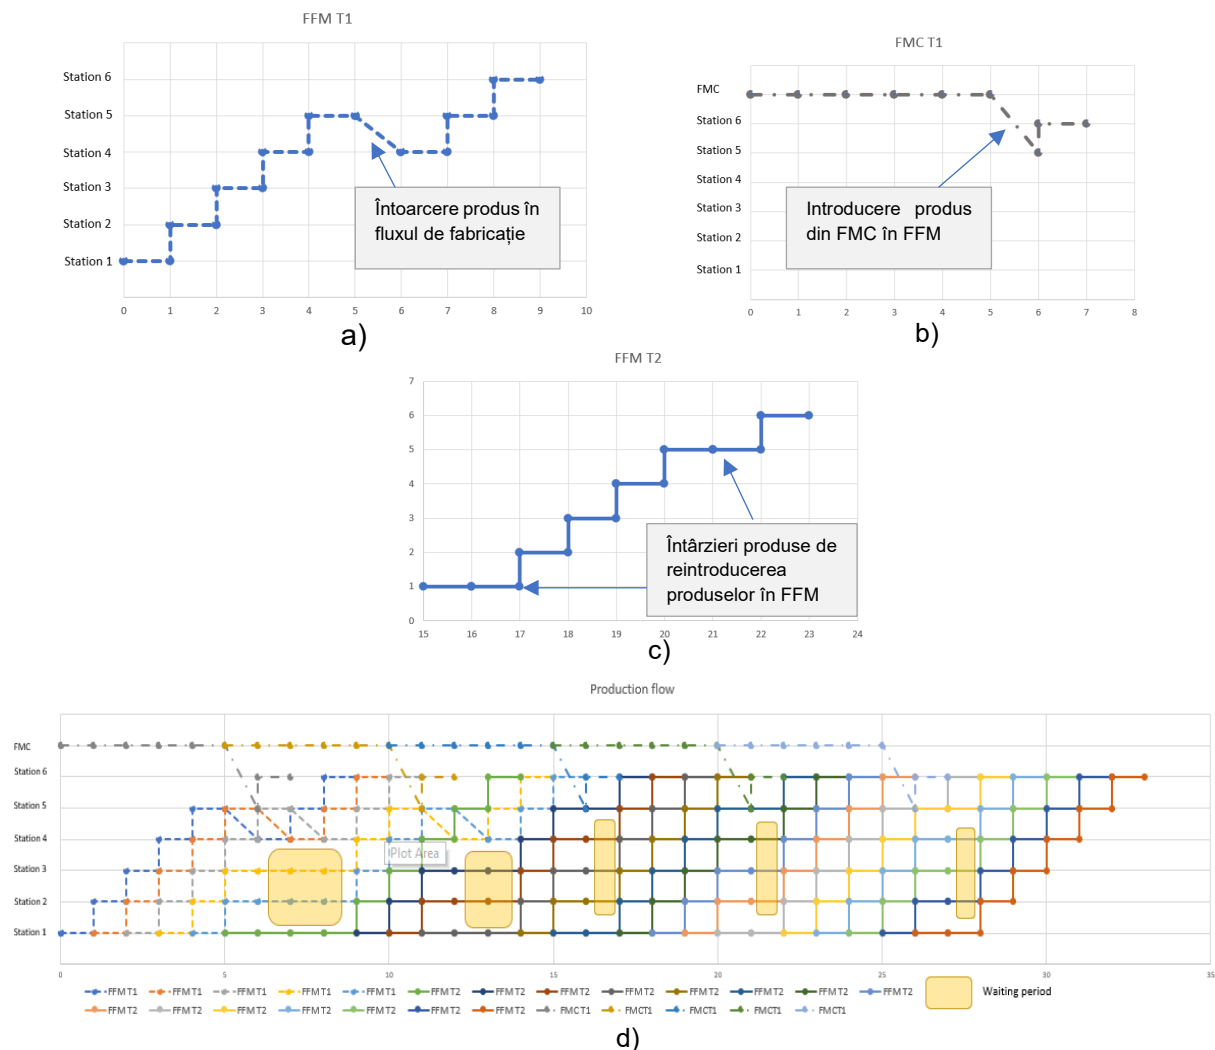 FFM T1
Station 6
Station 5
Station 4
Station 3
Station 2
Station 1
Întoarcere produs în
fluxul de fabricație
0 1 2 3 4 5 6 7 8 9 10
a)
FMC T1
FMC
Station 6
Station 5
Station 4
Station 3
Station 2
Station 1
Introducere produs
din FMC în FFM
0 1 2 3 4 5 6 7 8
b)
FFM T2
7
6
5
4
3
2
1
0
Întârzieri produse de
reintroducerea
produselor în FFM
15 16 17 18 19 20 21 22 23 24
c)
Production flow
FMC
Station 6
Station 5
Station 4
Station 3
Station 2
Station 1
Plot Area
0 5 10 15 20 25 30 35
FFMT1 FFMT1 FFMT1 FFMT1 FFMT1 FFMT2 FFMT2 FFMT2 FFMT2 FFMT2 FFMT2 FFMT2 FFMT2
Waiting period
FFMT2 FFMT2 FFMT2 FFMT2 FFMT2 FFMT2 FFMT2 FMCT1 FMCT1 FMCT1 FMCT1 FMCT1
d)